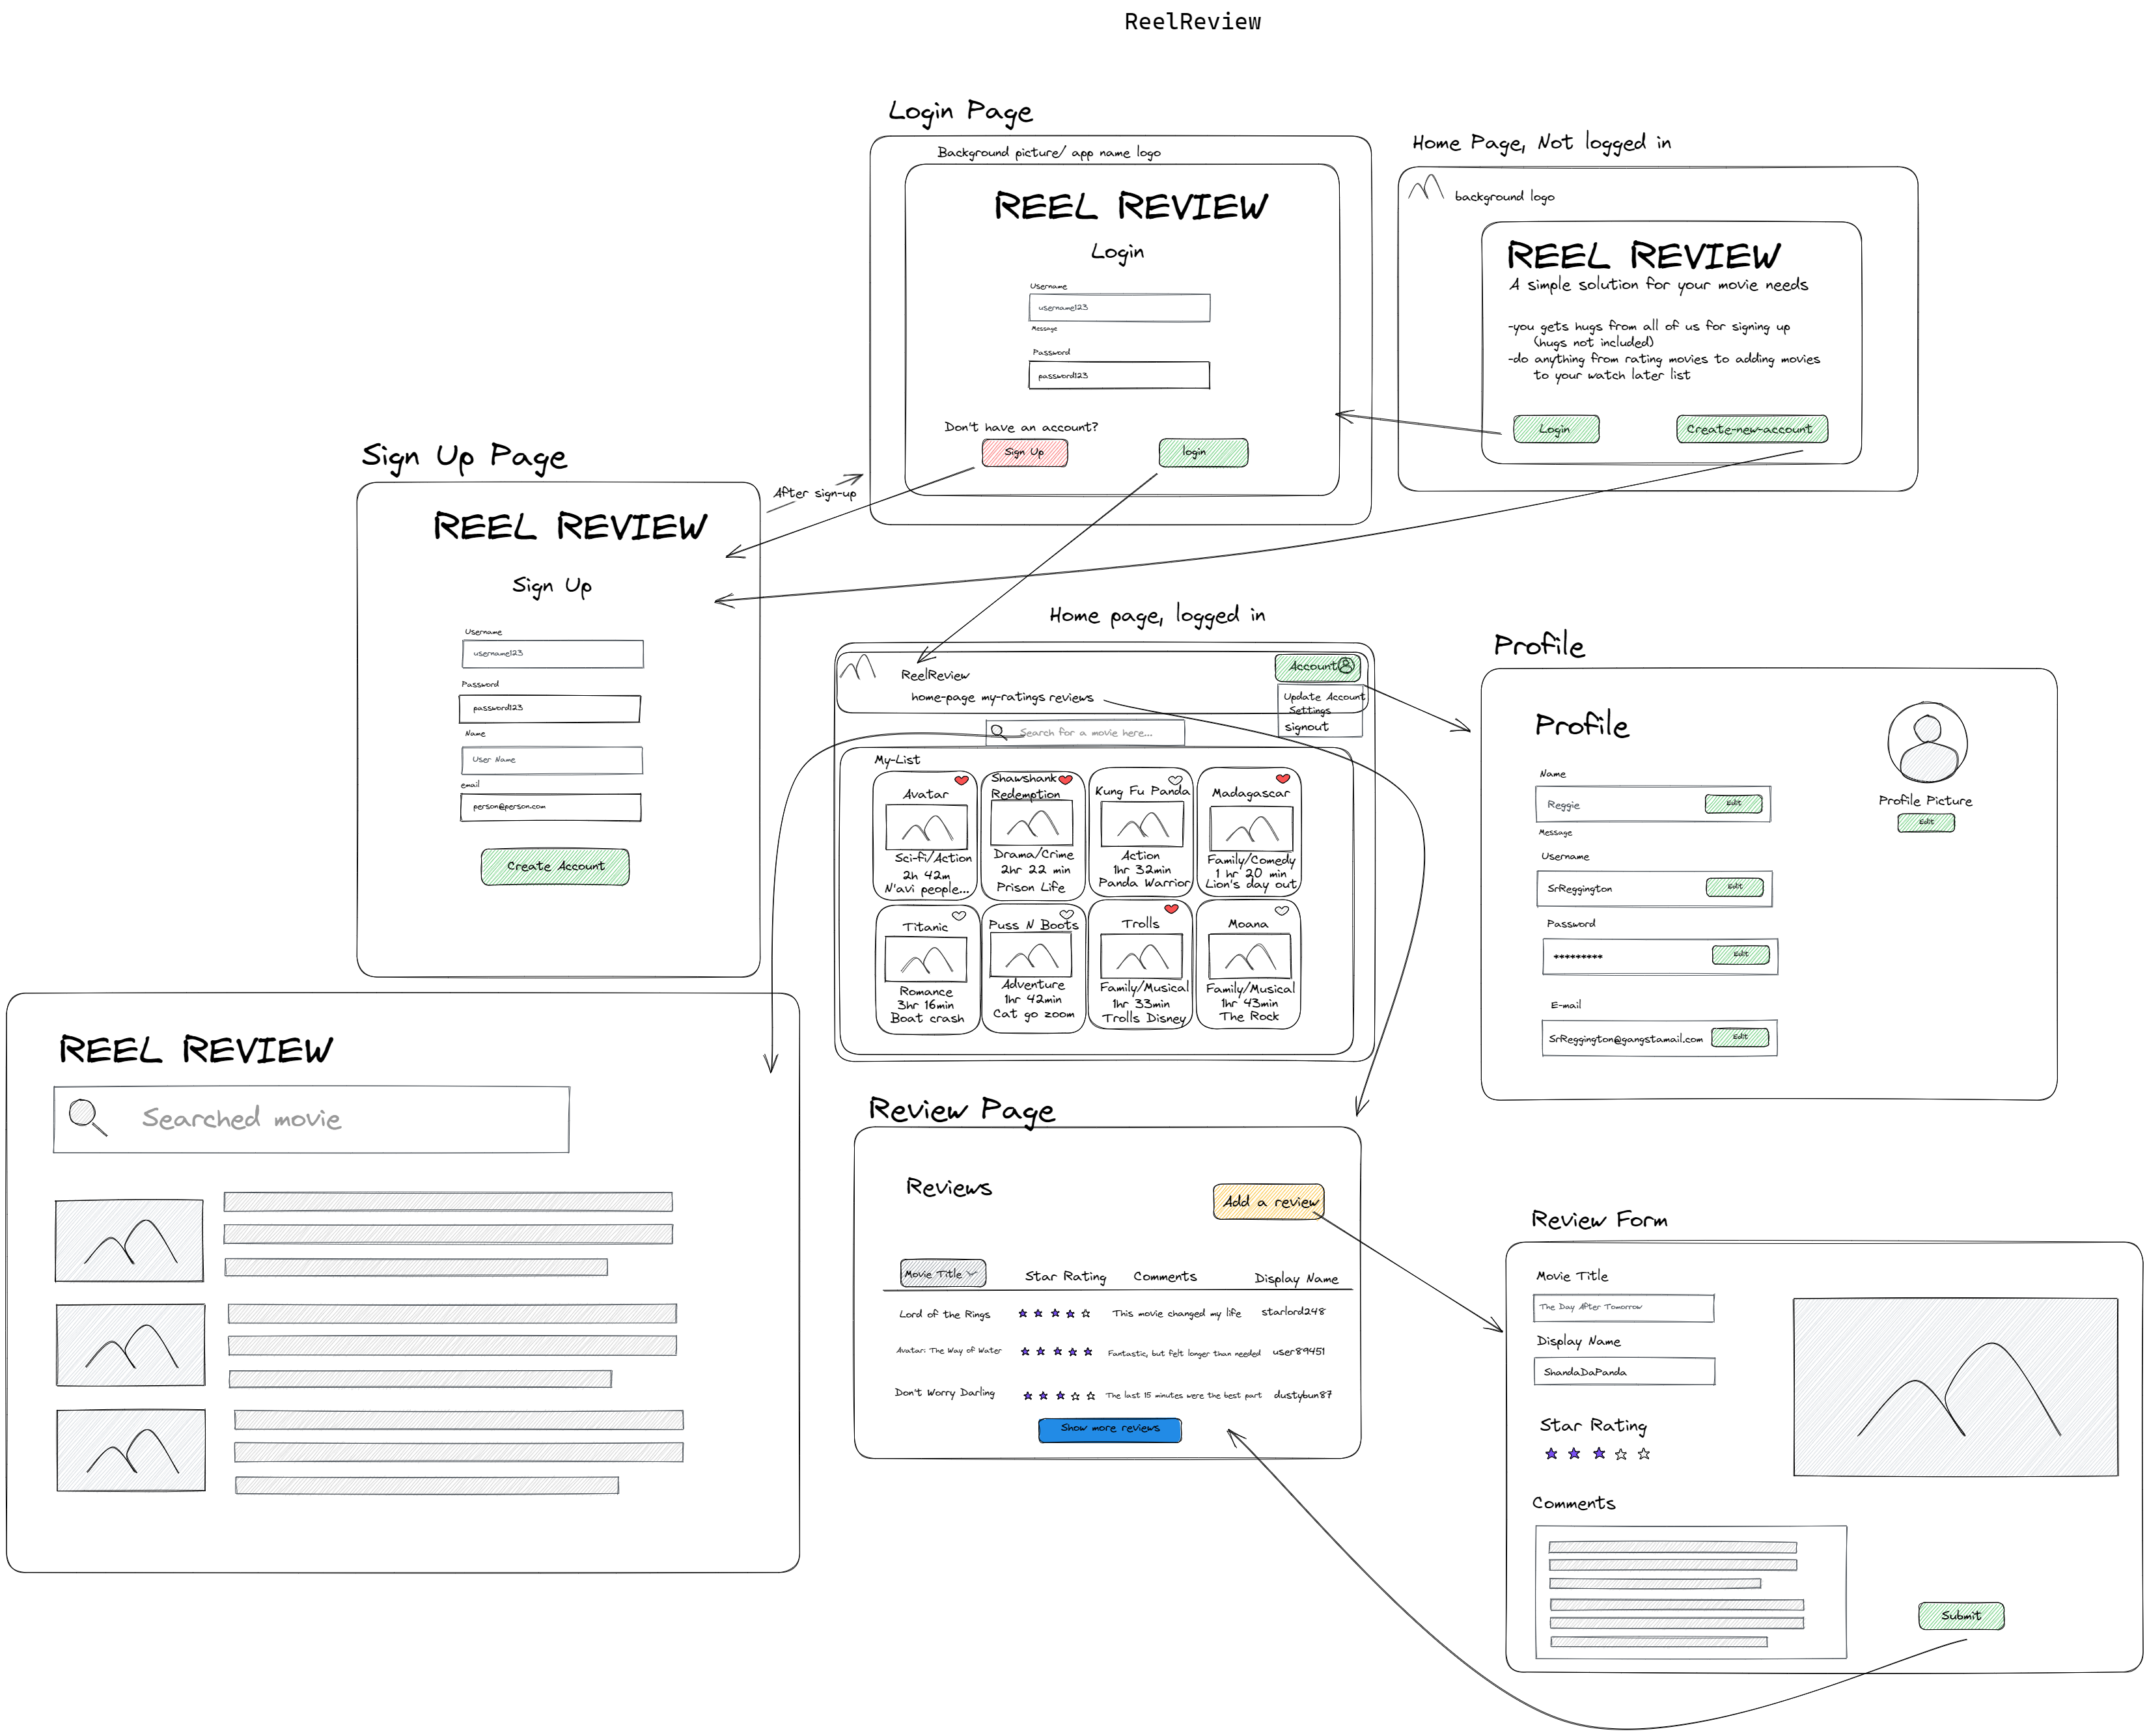 ReelReview
Login Page
Background picture/ app name logo
REEL REVIEW
Login
Username
username123
Message
Password
password123
Don't have an account?
Sign Up
login
Home Page, Not logged in
background logo
REEL REVIEW
A simple solution for your movie needs
-you gets hugs from all of us for signing up
(hugs not included)
-do anything from rating movies to adding movies
to your watch later list
Login
Create-new-account
Sign Up Page
After sign-up
REEL REVIEW
Sign Up
Username
username123
Password
password123
Name
User Name
email
person@person.com
Create Account
Home page, logged in
ReelReview
home-page my-ratings reviews
Account
Update Account
Settings
signout
Search for a movie here...
My-List
Avatar
Sci-fi/Action
2h 42m
N'avi people...
Shawshank
Redemption
Drama/Crime
2hr 22 min
Prison Life
Kung Fu Panda
Action
1hr 32min
Panda Warrior
Madagascar
Family/Comedy
1 hr 20 min
Lion's day out
Titanic
Romance
3hr 16min
Boat crash
Puss N Boots
Adventure
1hr 42min
Cat go zoom
Trolls
Family/Musical
1hr 33min
Trolls Disney
Moana
Family/Musical
1hr 43min
The Rock
Profile
Profile
Name
Reggie
Edit
Message
Username
SrReggington
Edit
Password
*********
Edit
E-mail
SrReggington@gangstamail.com
Edit
Profile Picture
Edit
REEL REVIEW
Searched movie
Review Page
Reviews
Add a review
Movie Title
Star Rating
Comments
Display Name
Lord of the Rings
This movie changed my life
starlord248
Avatar: The Way of Water
Fantastic, but felt longer than needed
user89451
Don't Worry Darling
The last 15 minutes were the best part
dustybun87
Show more reviews
Review Form
Movie Title
The Day After Tomorrow
Display Name
ShandaDaPanda
Star Rating
Comments
Submit